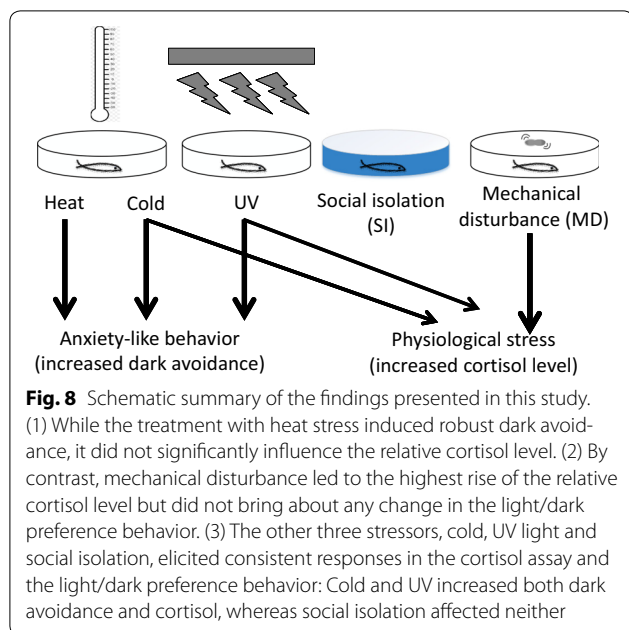 Heat Cold UV Social isolation (SI) Mechanical disturbance (MD)
Anxiety-like behavior
(increased dark avoidance)
Physiological stress
(increased cortisol level)
Fig. 8 Schematic summary of the findings presented in this study.
(1) While the treatment with heat stress induced robust dark avoid-
ance, it did not significantly influence the relative cortisol level. (2) By
contrast, mechanical disturbance led to the highest rise of the relative
cortisol level but did not bring about any change in the light/dark
preference behavior. (3) The other three stressors, cold, UV light and
social isolation, elicited consistent responses in the cortisol assay and
the light/dark preference behavior: Cold and UV increased both dark
avoidance and cortisol, whereas social isolation affected neither